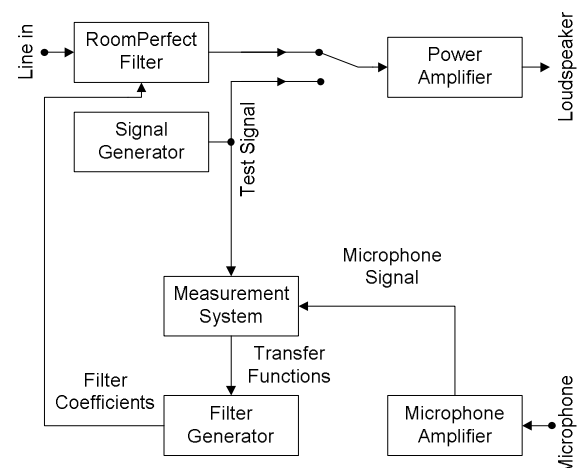 Line in
RoomPerfect
Filter
Power
Amplifier
Loudspeaker
Signal
Generator
Test Signal
Microphone
Signal
Measurement
System
Transfer
Functions
Filter
Coefficients
Filter
Generator
Microphone
Amplifier
Microphone